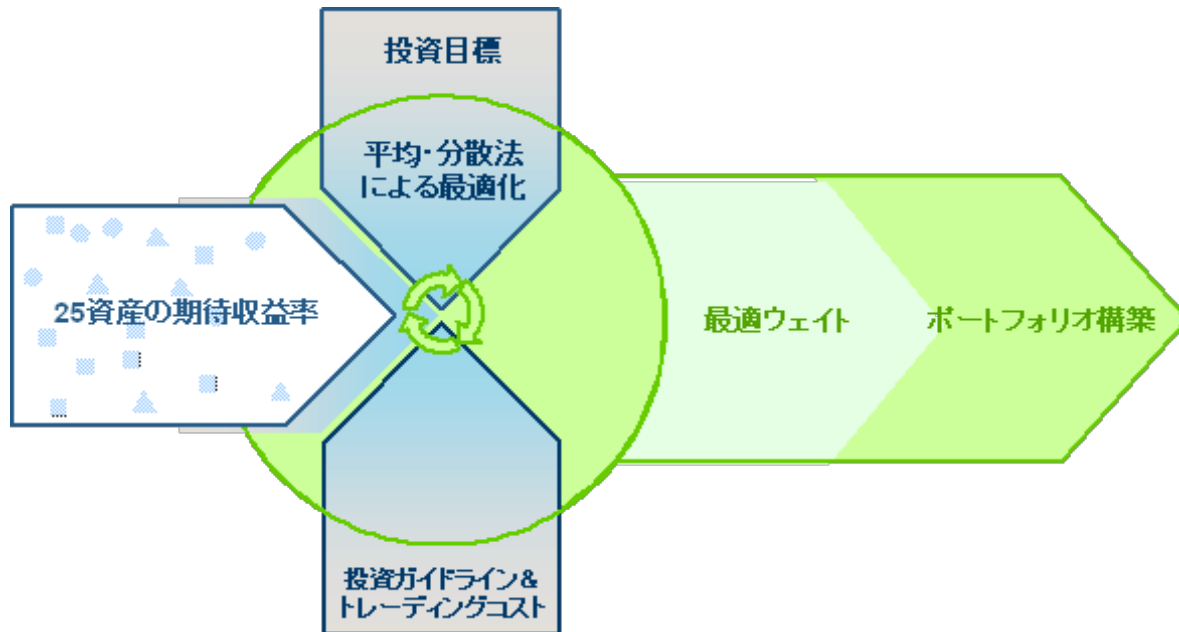 投資目標
平均・分散法
による最適化
25資産の期待収益率
最適ウェイト
ポートフォリオ構築
投資ガイドライン&
トレーディングコスト